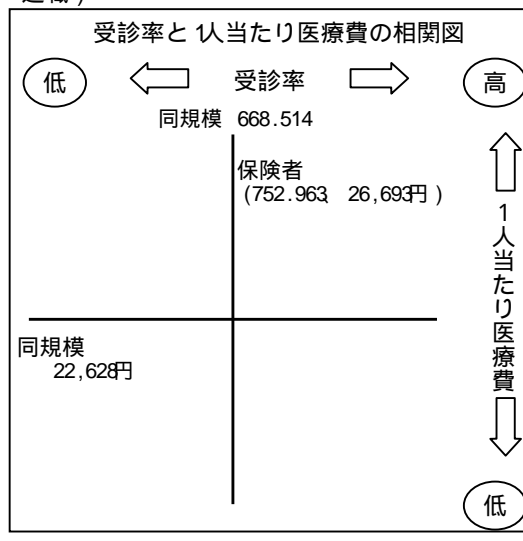 受診率と1人当たり医療費の相関図
低 受診率 高
同規模 668.514
保険者
(752.963、26,693円)
1人当たり医療費
同規模
22,628円
低